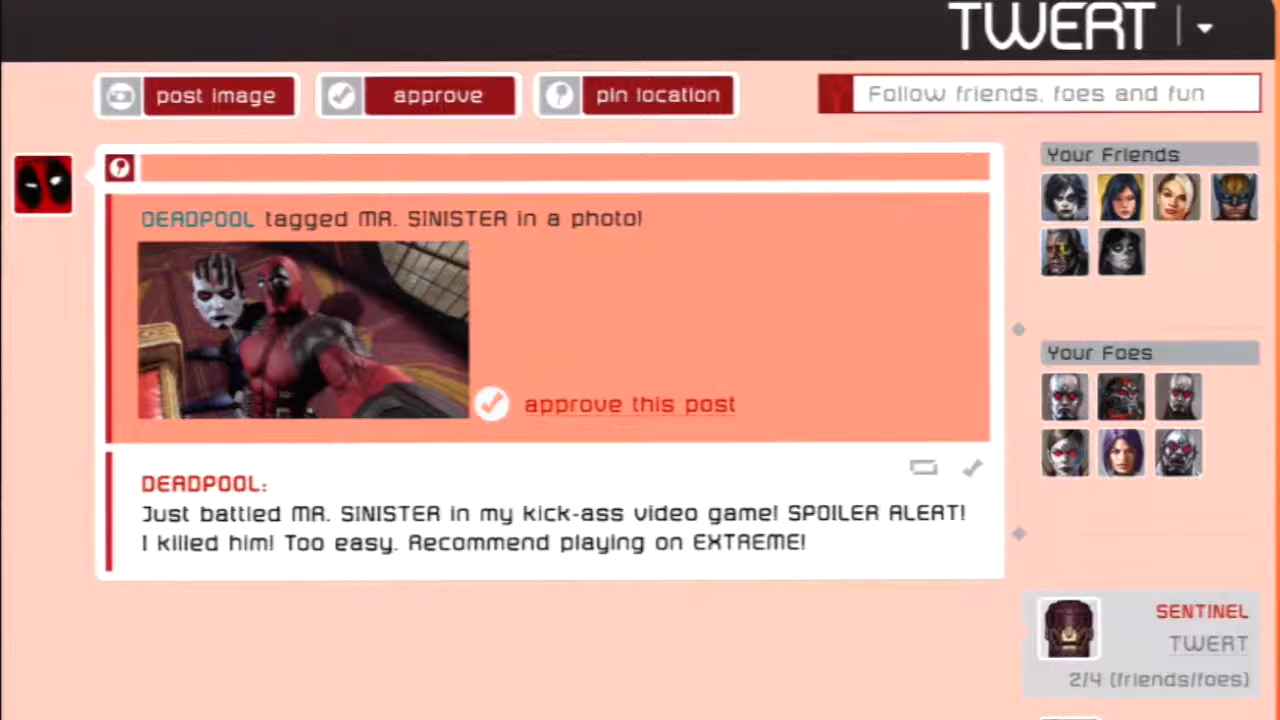 TWERT
post image
approve
pin location
Follow friends, foes and fun
Your Friends
DEADPOOL tagged MR. SINISTER in a photo!
approve this post
Your Foes
DEADPOOL:
Just battled MR. SINISTER in my kick-ass video game! SPOILER ALERT!
I killed him! Too easy. Recommend playing on EXTREME!
SENTINEL
TWERT
2/4 (friends/foes)